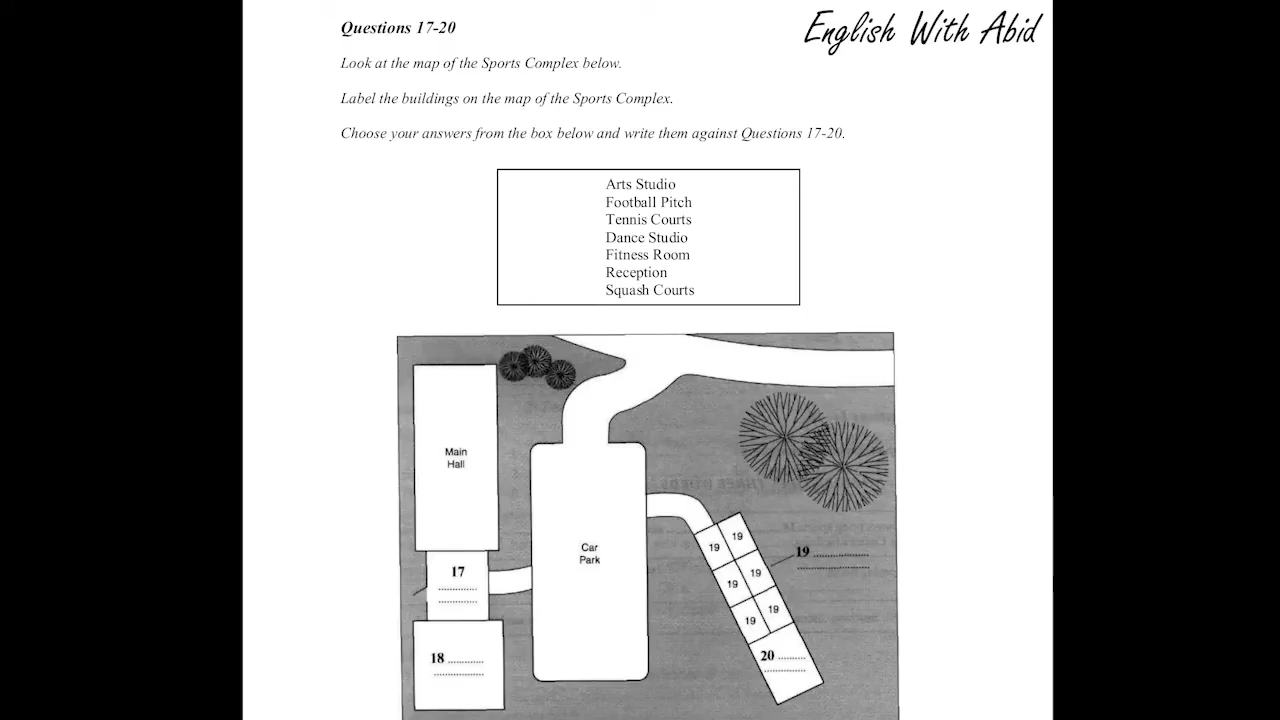 English With Abid
Questions 17-20
Look at the map of the Sports Complex below.
Label the buildings on the map of the Sports Complex.
Choose your answers from the box below and write them against Questions 17-20.
Arts Studio
Football Pitch
Tennis Courts
Dance Studio
Fitness Room
Reception
Squash Courts
Main
Hall
Car
Park
17
18
19
19
19
19
19
19
19
20